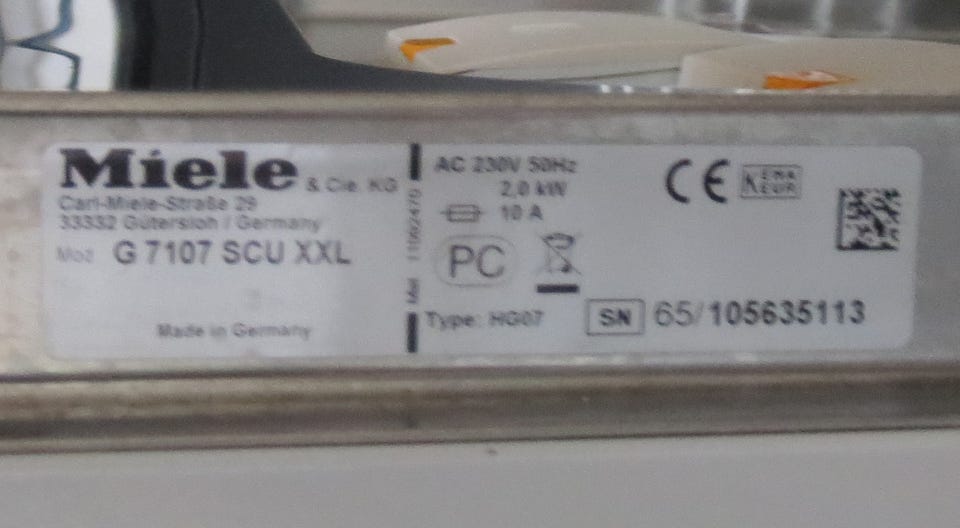 Miele & Cie. KG
Carl-Miele-Straße 29
33332 Gütersloh / Germany
Mod. G 7107 SCU XXL
Made in Germany
Mat.
AC 230V 50Hz
2,0 kW
10 A
PC
Type: HG07
CE
KEMA
KEUR
SN 65/105635113